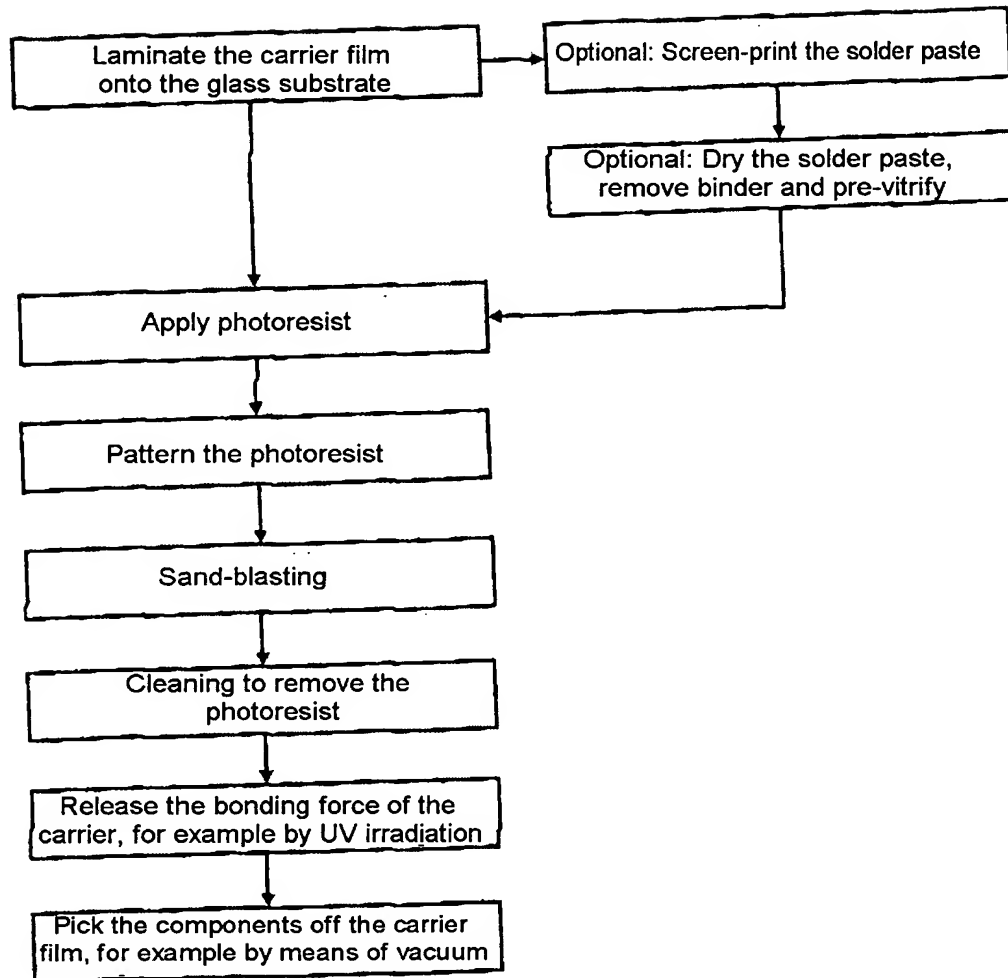 Laminate the carrier film
onto the glass substrate
Optional: Screen-print the solder paste
Optional: Dry the solder paste,
remove binder and pre-vitrify
Apply photoresist
Pattern the photoresist
Sand-blasting
Cleaning to remove the
photoresist
Release the bonding force of the
carrier, for example by UV irradiation
Pick the components off the carrier
film, for example by means of vacuum